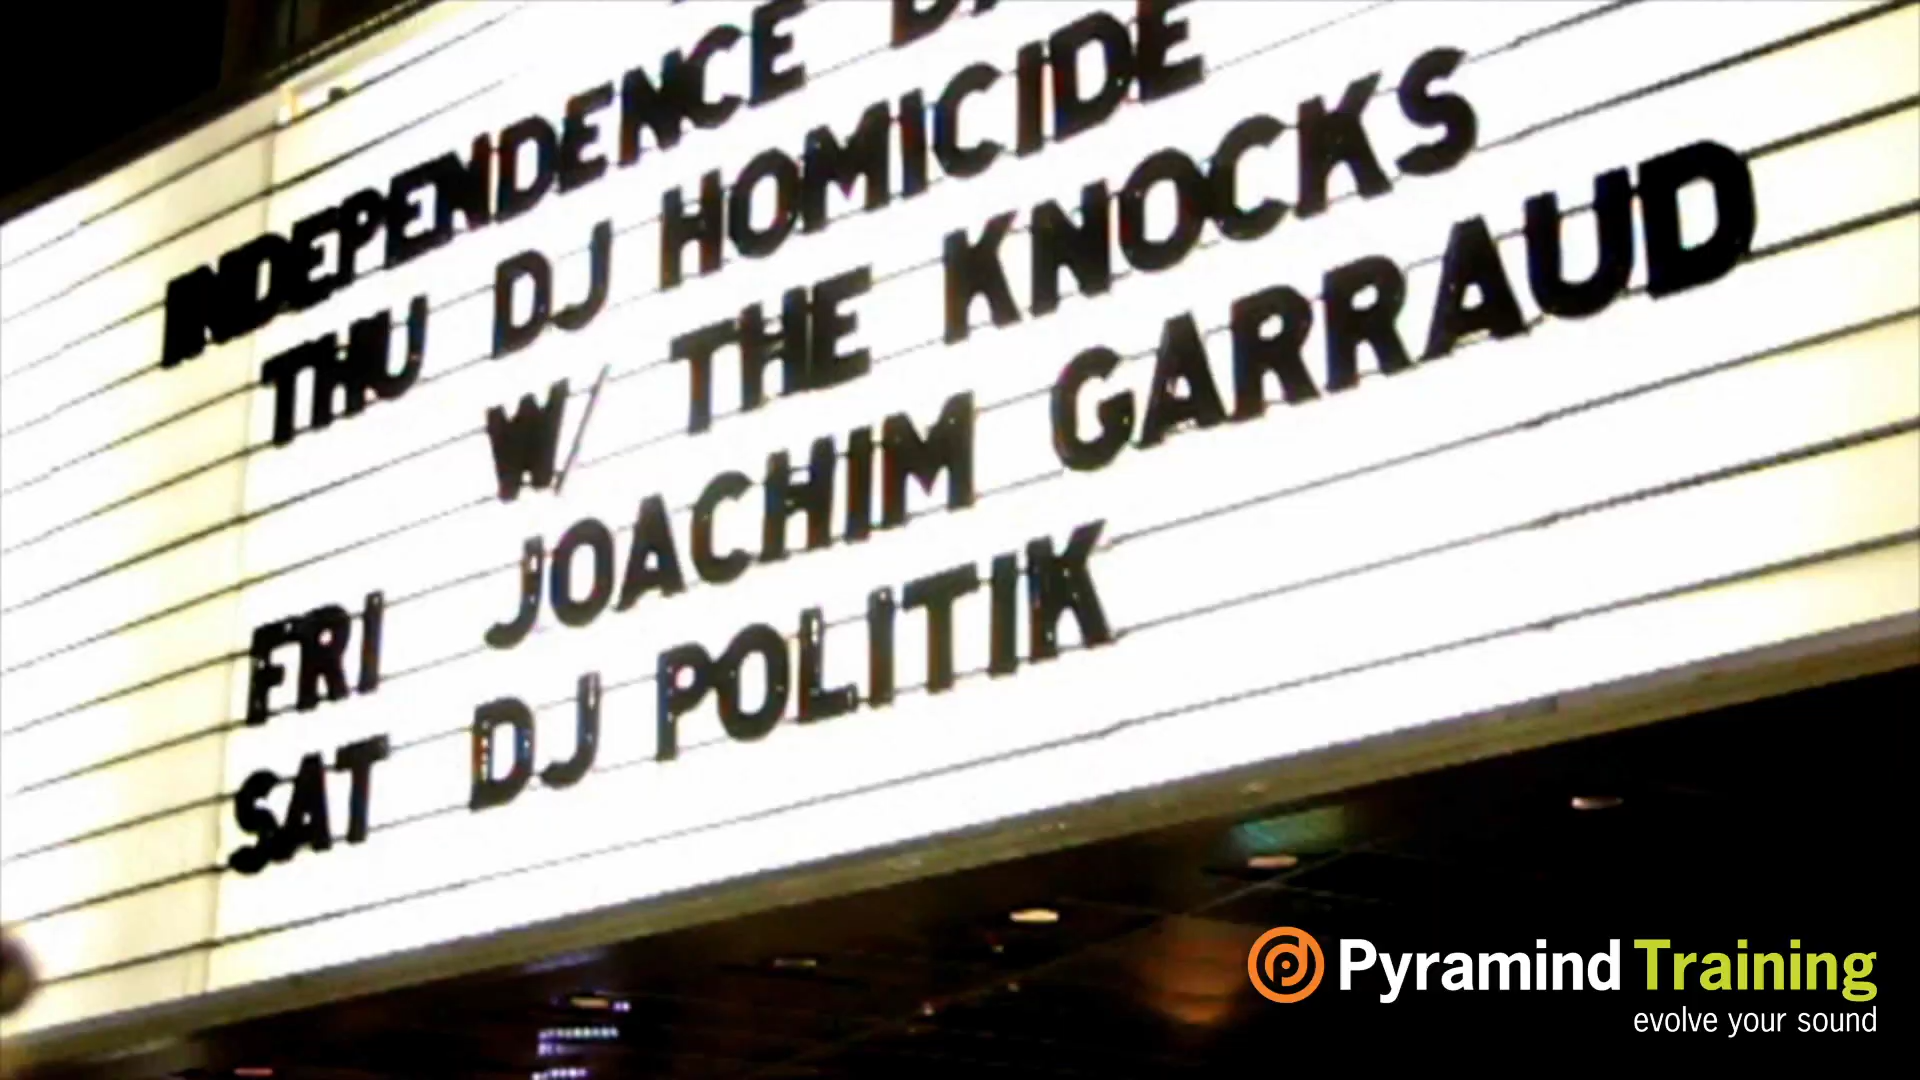 INDEPENDENCE
THU DJ HOMICIDE
W/ THE KNOCKS
FRI JOACHIM GARRAUD
SAT DJ POLITIK
Pyramind Training
evolve your sound